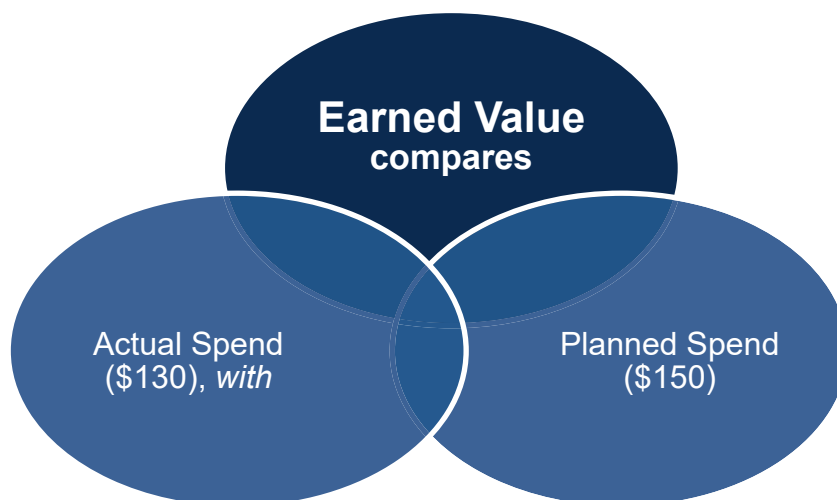 Earned Value
compares
Actual Spend
($130), with
Planned Spend
($150)